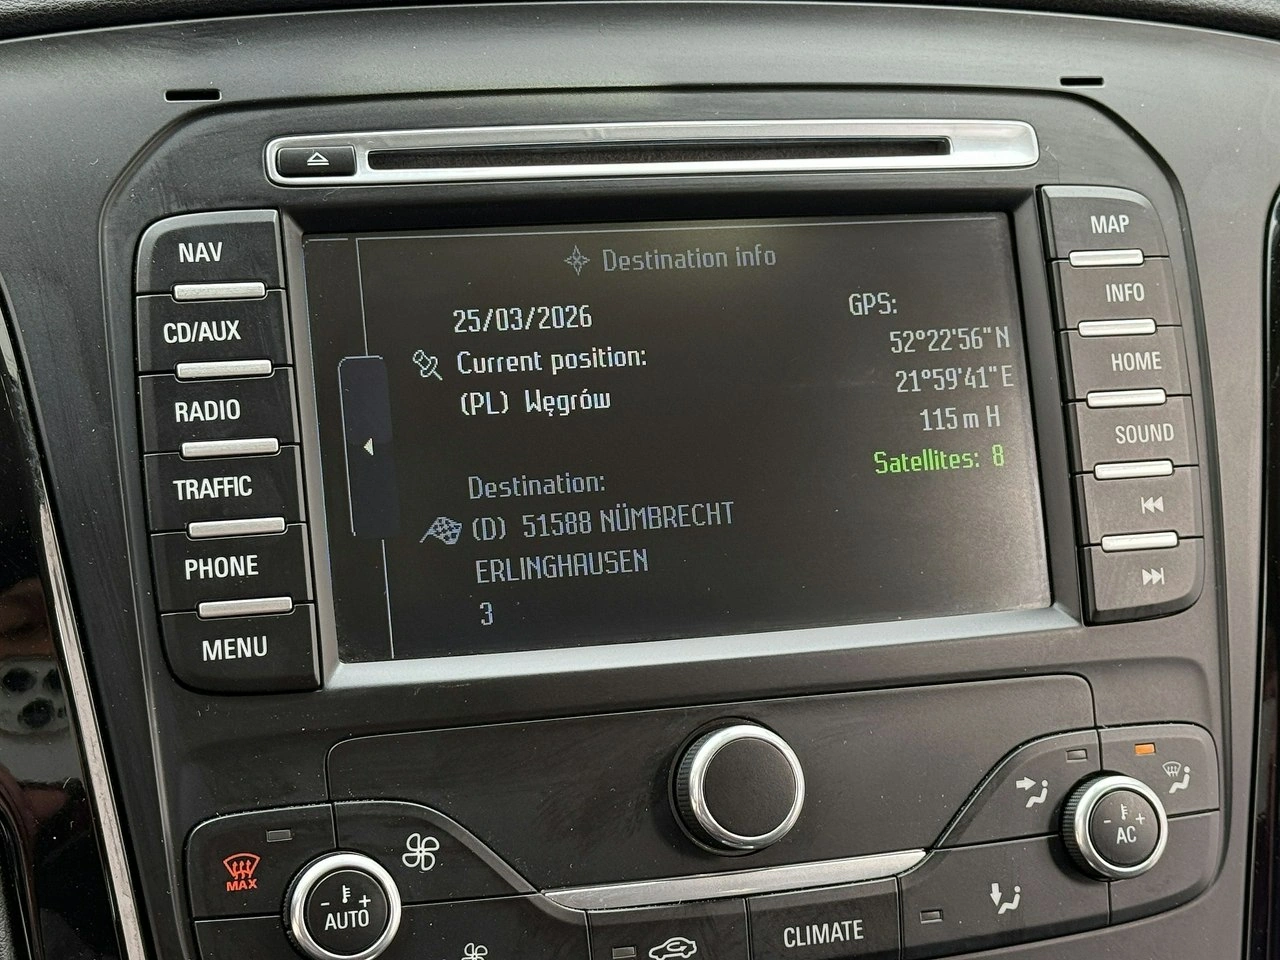 NAV
CD/AUX
RADIO
TRAFFIC
PHONE
MENU
Destination info
25/03/2026
Current position:
(PL) Węgrów
GPS:
52°22'56"N
21°59'41"E
115m H
Satellites: 8
Destination:
(D) 51588 NÜMBRECHT
ERLINGHAUSEN
3
MAP
INFO
HOME
SOUND
MAX
- +
AUTO
- +
AC
CLIMATE